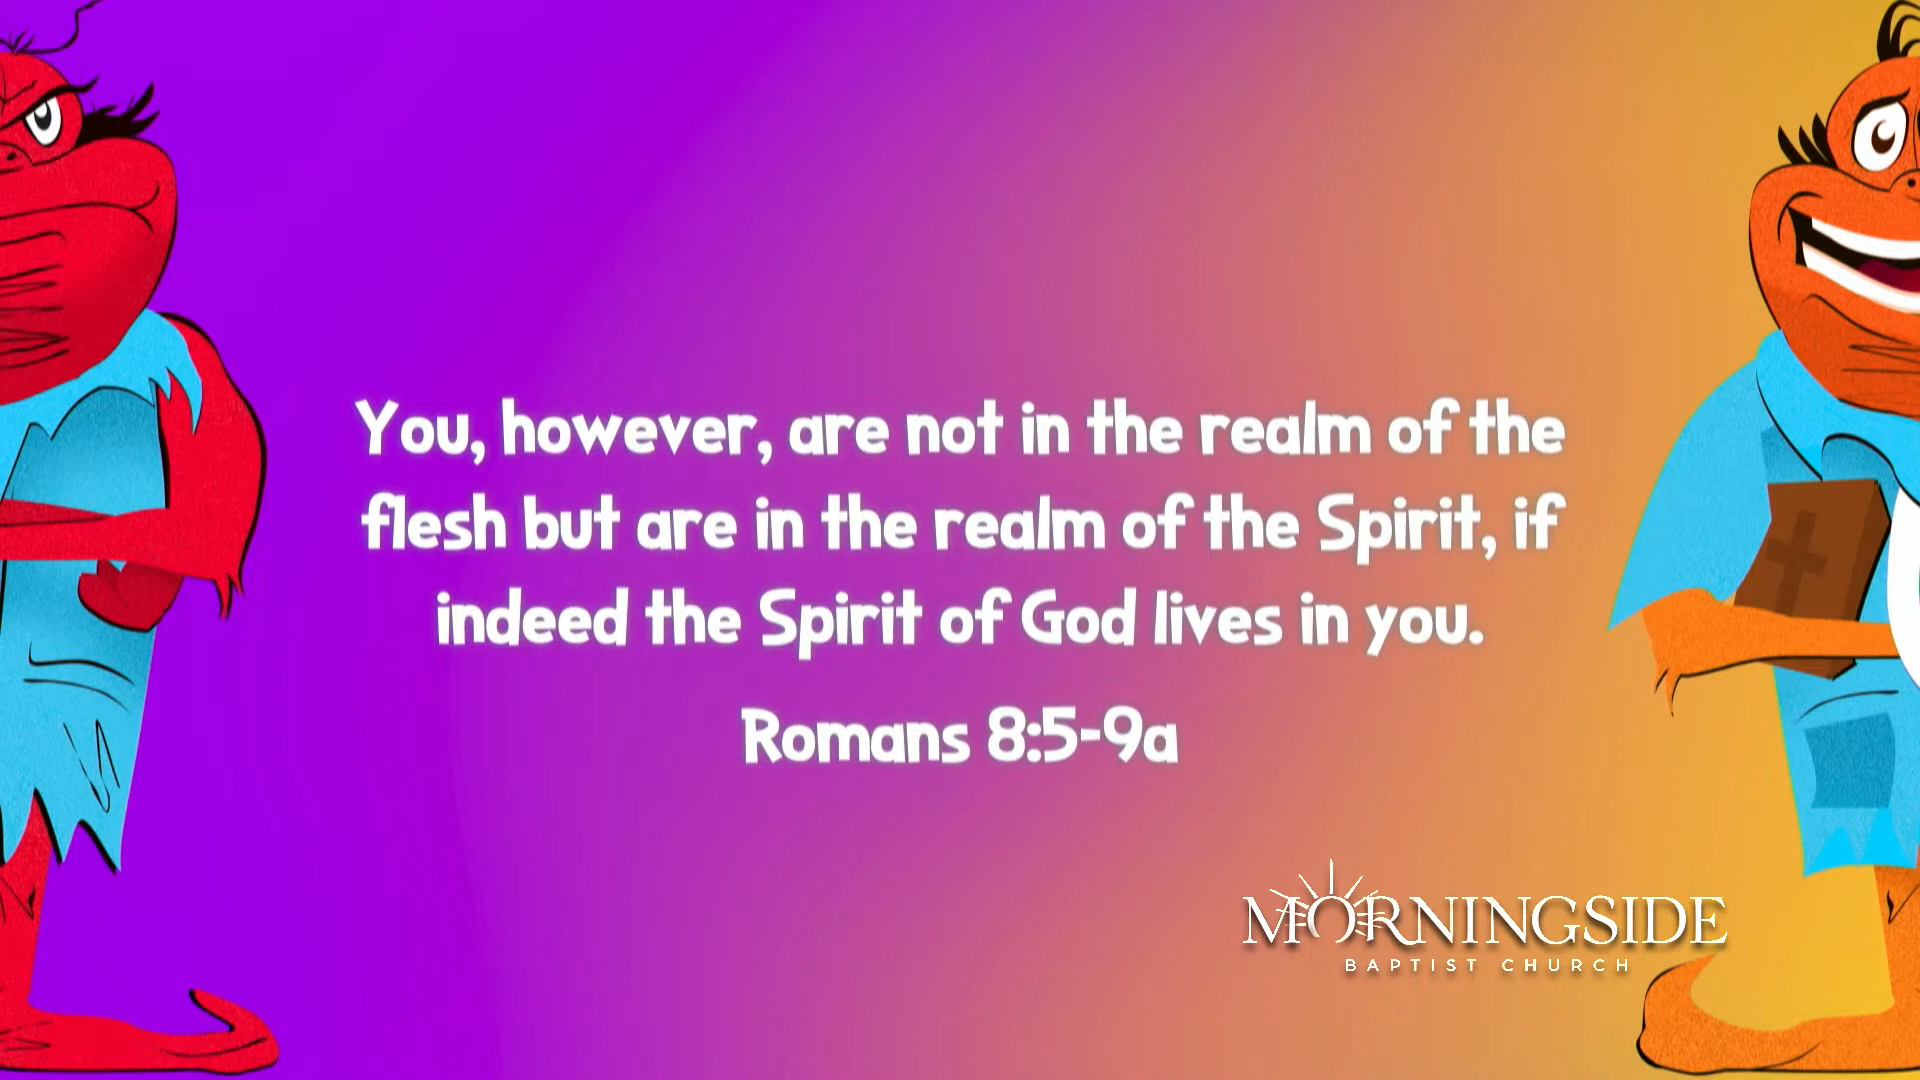 You, however, are not in the realm of the
flesh but are in the realm of the Spirit, if
indeed the Spirit of God lives in you.
Romans 8:5-9a
MORNINGSIDE
BAPTIST CHURCH